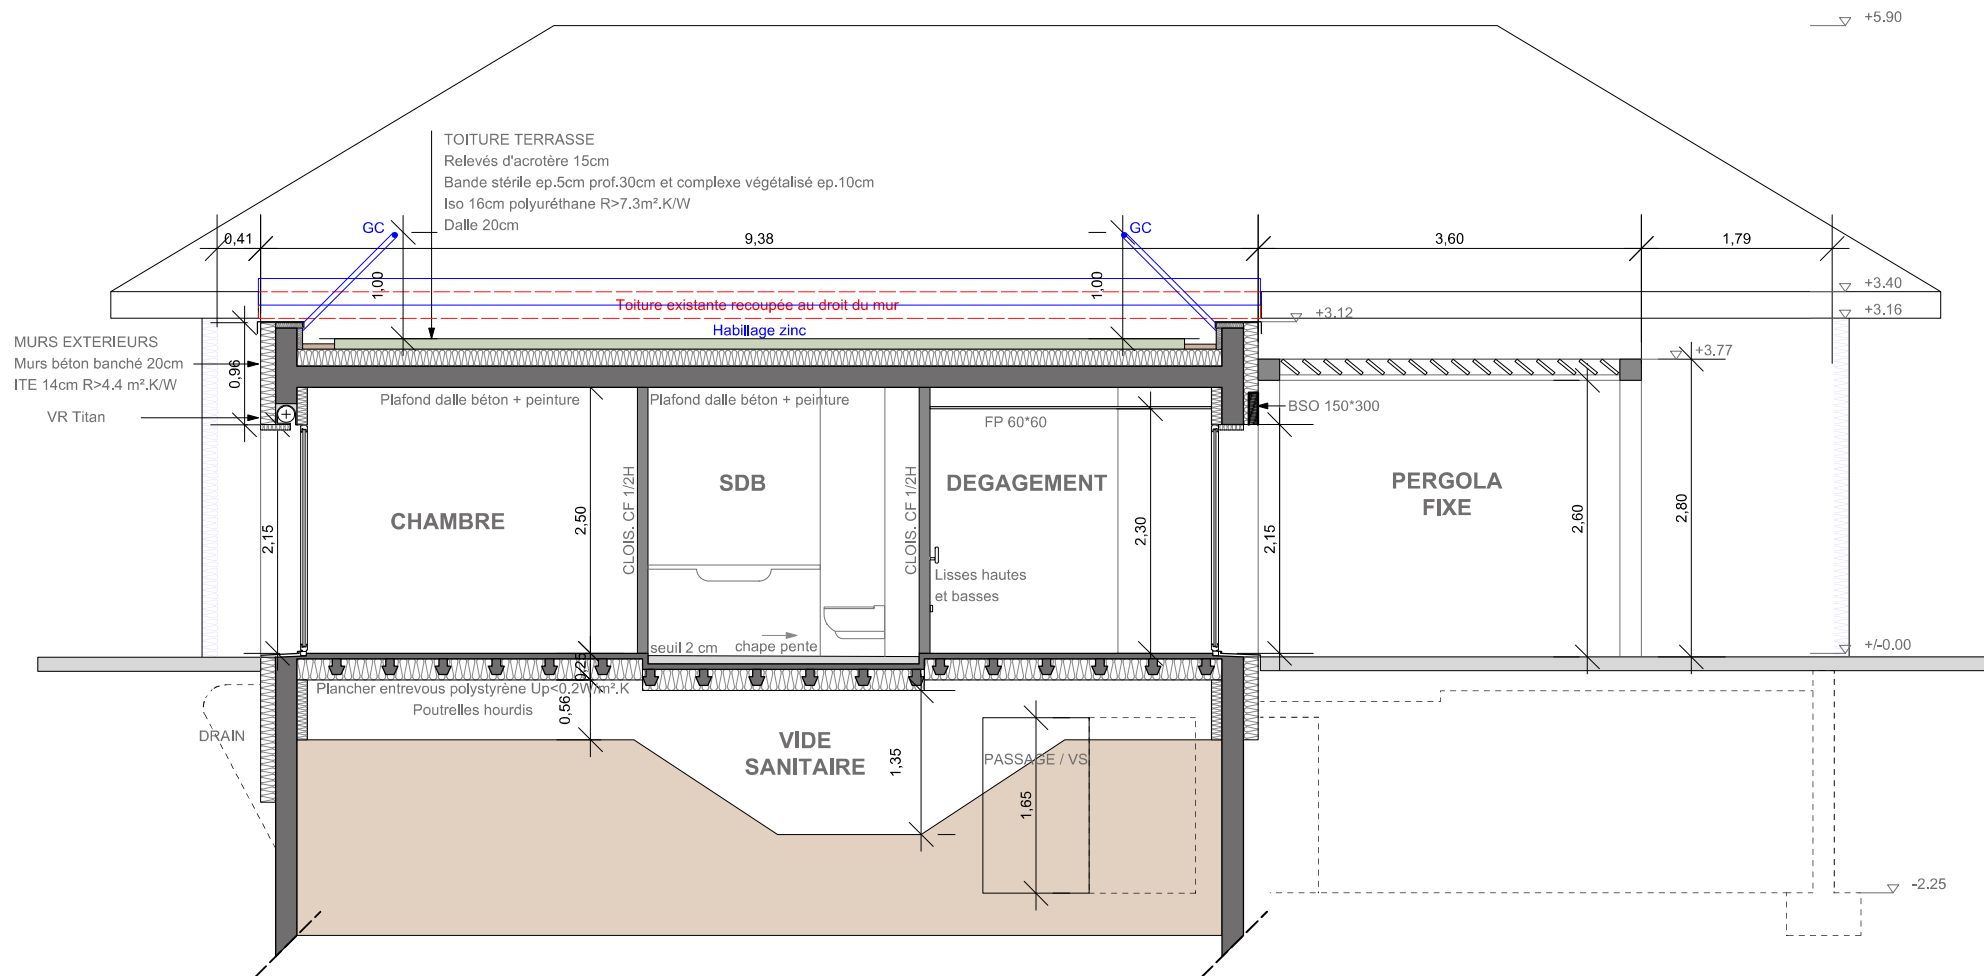 +5.90
TOITURE TERRASSE
Relevés d'acrotère 15cm
Bande stérile ep.5cm prof.30cm et complexe végétalisé ep.10cm
Iso 16cm polyuréthane R>7.3m².K/W
Dalle 20cm
GC
GC
0,41
9,38
3,60
1,79
1,00
1,00
+3.40
Toiture existante recoupée au droit du mur
+3.12
+3.16
Habillage zinc
MURS EXTERIEURS
Murs béton banché 20cm
ITE 14cm R>4.4 m².K/W
VR Titan
0,96
+3.77
Plafond dalle béton + peinture
Plafond dalle béton + peinture
BSO 150*300
FP 60*60
CHAMBRE
SDB
DEGAGEMENT
PERGOLA
FIXE
2,15
2,50
CLOIS. CF 1/2H
CLOIS. CF 1/2H
2,30
2,15
2,60
2,80
Lisses hautes
et basses
seuil 2 cm
chape pente
+/-0.00
0,25
Plancher entrevous polystyrène Up<0.2W/m².K
Poutrelles hourdis
0,56
DRAIN
VIDE
SANITAIRE
1,35
PASSAGE / VS
1,65
-2.25